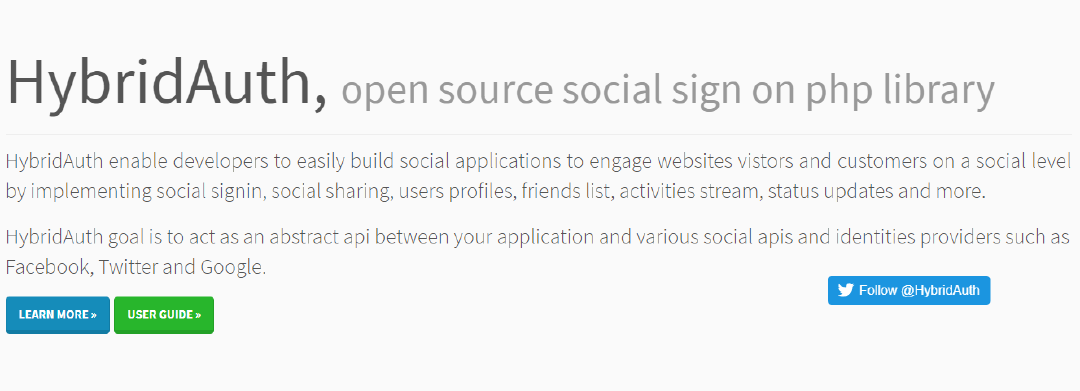 HybridAuth, open source social sign on php library
HybridAuth enable developers to easily build social applications to engage websites vistors and customers on a social level
by implementing social signin, social sharing, users profiles, friends list, activities stream, status updates and more.
HybridAuth goal is to act as an abstract api between your application and various social apis and identities providers such as
Facebook, Twitter and Google.
Follow @HybridAuth
LEARN MORE » USER GUIDE »